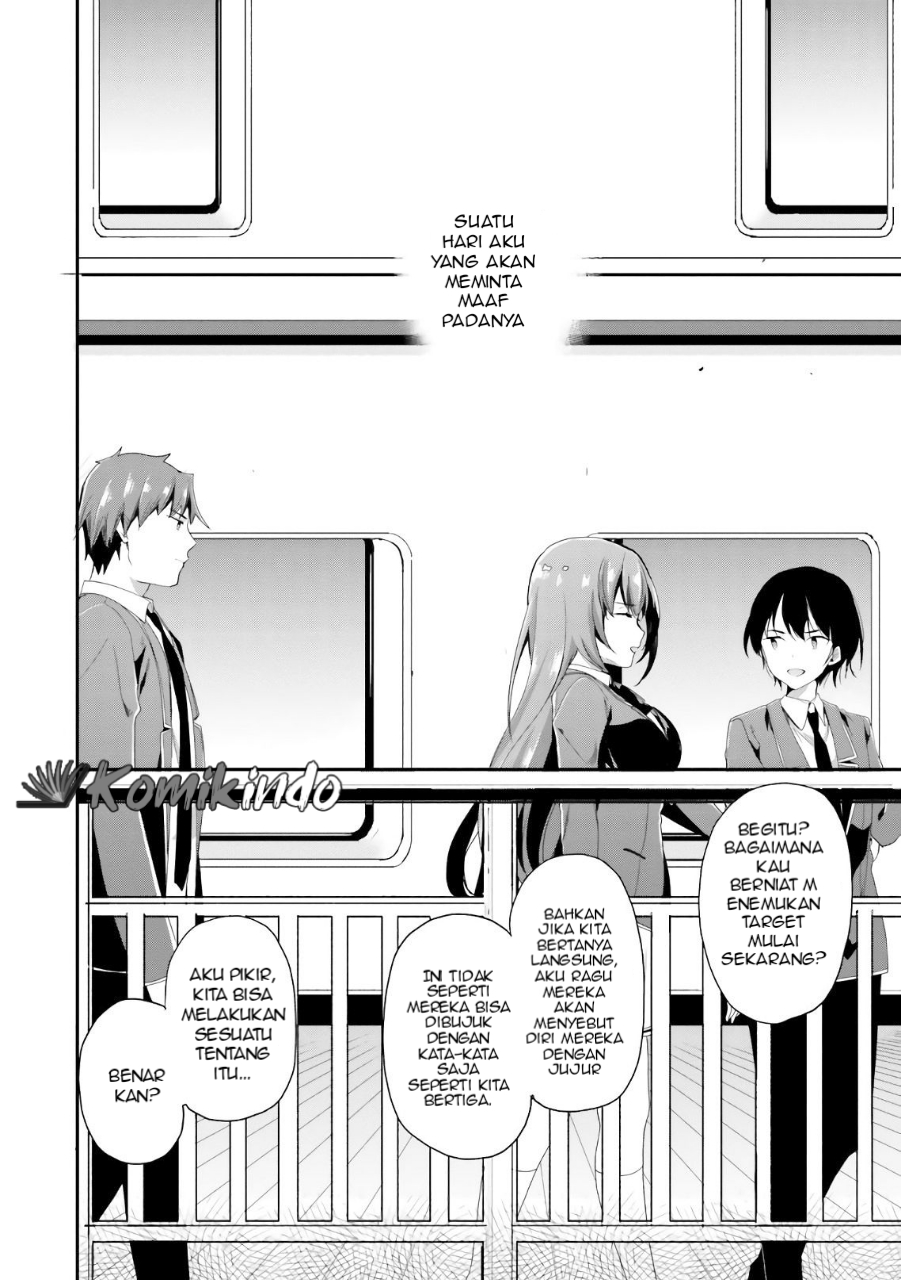 SUATU
HARI AKU
YANG AKAN
MEMINTA
MAAF
PADANYA
Komikindo
BEGITU?
BAGAIMANA
KAU
BERNIAT M
ENEMUKAN
TARGET
MULAI
SEKARANG?
BAHKAN
JIKA KITA
BERTANYA
LANGSUNG,
AKU RAGU
MEREKA
AKAN
MENYEBUT
DIRI MEREKA
DENGAN
JUJUR
INI TIDAK
SEPERTI
MEREKA BISA
DIBUJUK
DENGAN
KATA-KATA
SAJA
SEPERTI KITA
BERTIGA.
AKU PIKIR,
KITA BISA
MELAKUKAN
SESUATU
TENTANG
ITU...
BENAR
KAN?